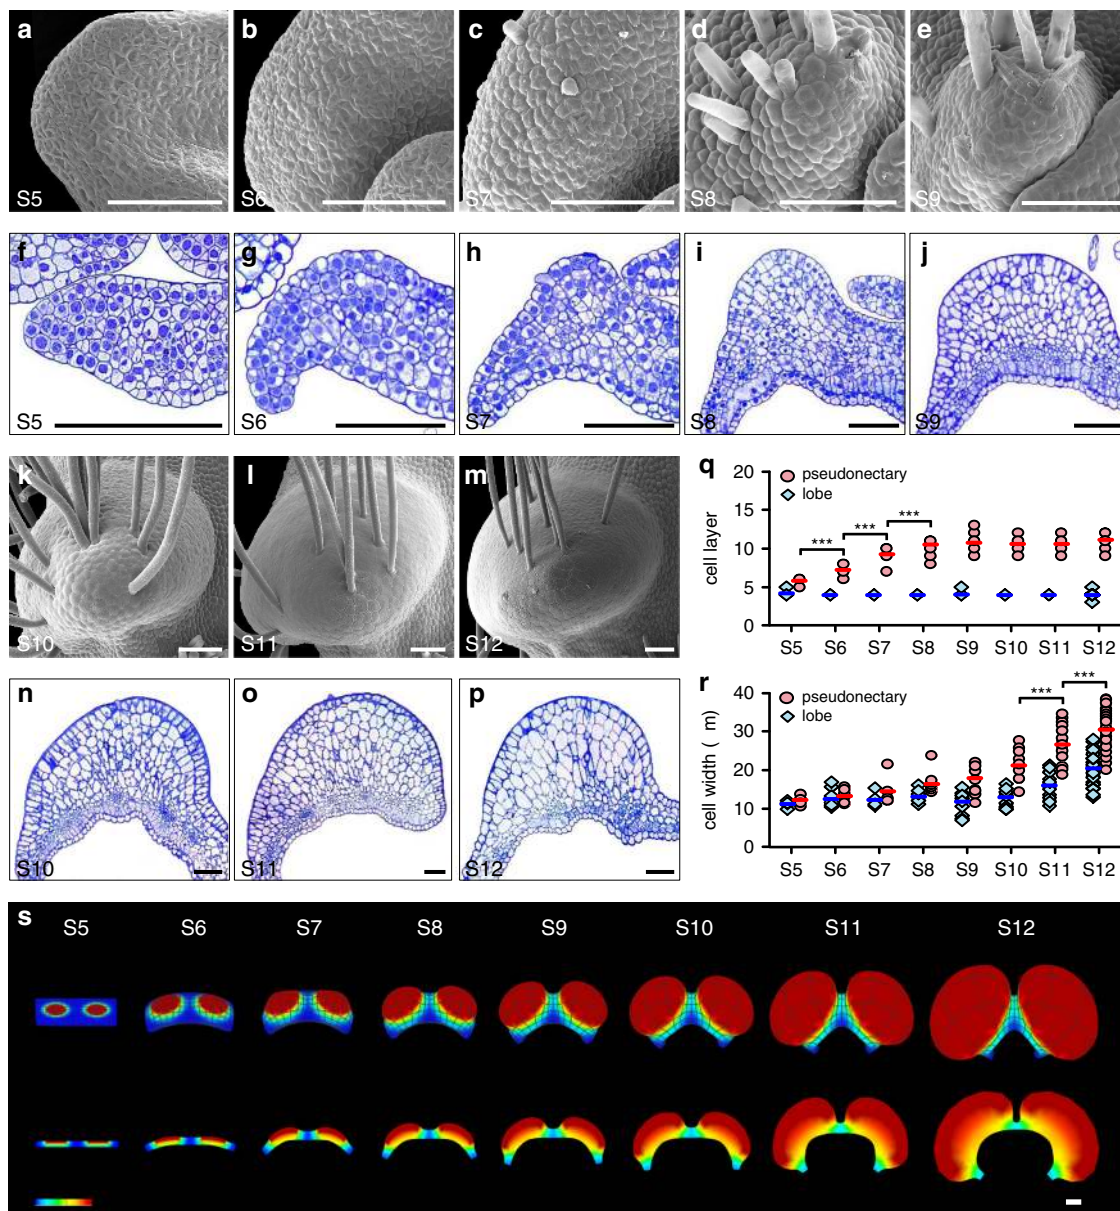 a b c d e
S5 S6 S7 S8 S9
f g h i j
S5 S6 S7 S8 S9
k l m
S10 S11 S12
n o p
S10 S11 S12
q
20
15
10
5
0
cell layer
pseudonectary
lobe
*** *** ***
S5 S6 S7 S8 S9 S10 S11 S12
r
40
30
20
10
0
cell width ( m)
pseudonectary
lobe
*** ***
S5 S6 S7 S8 S9 S10 S11 S12
s
S5 S6 S7 S8 S9 S10 S11 S12